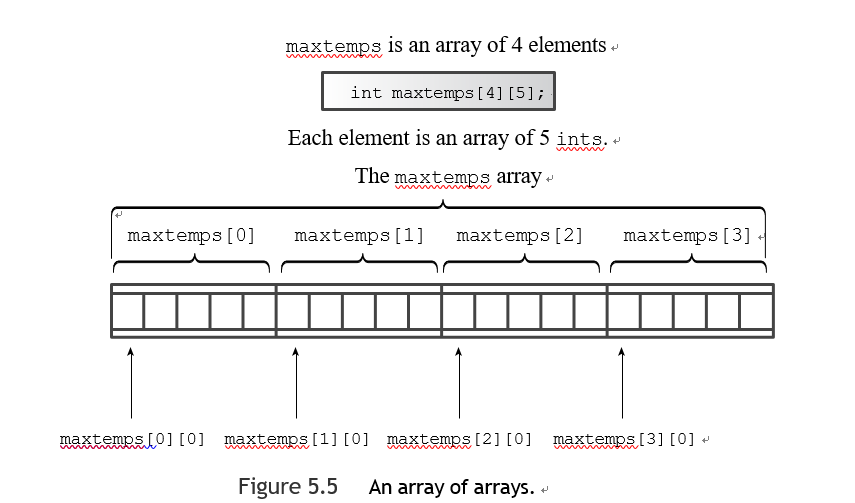 maxtemps is an array of 4 elements
int maxtemps[4][5];
Each element is an array of 5 ints.
The maxtemps array
maxtemps[0] maxtemps[1] maxtemps[2] maxtemps[3]
maxtemps[0][0] maxtemps[1][0] maxtemps[2][0] maxtemps[3][0]
Figure 5.5 An array of arrays.